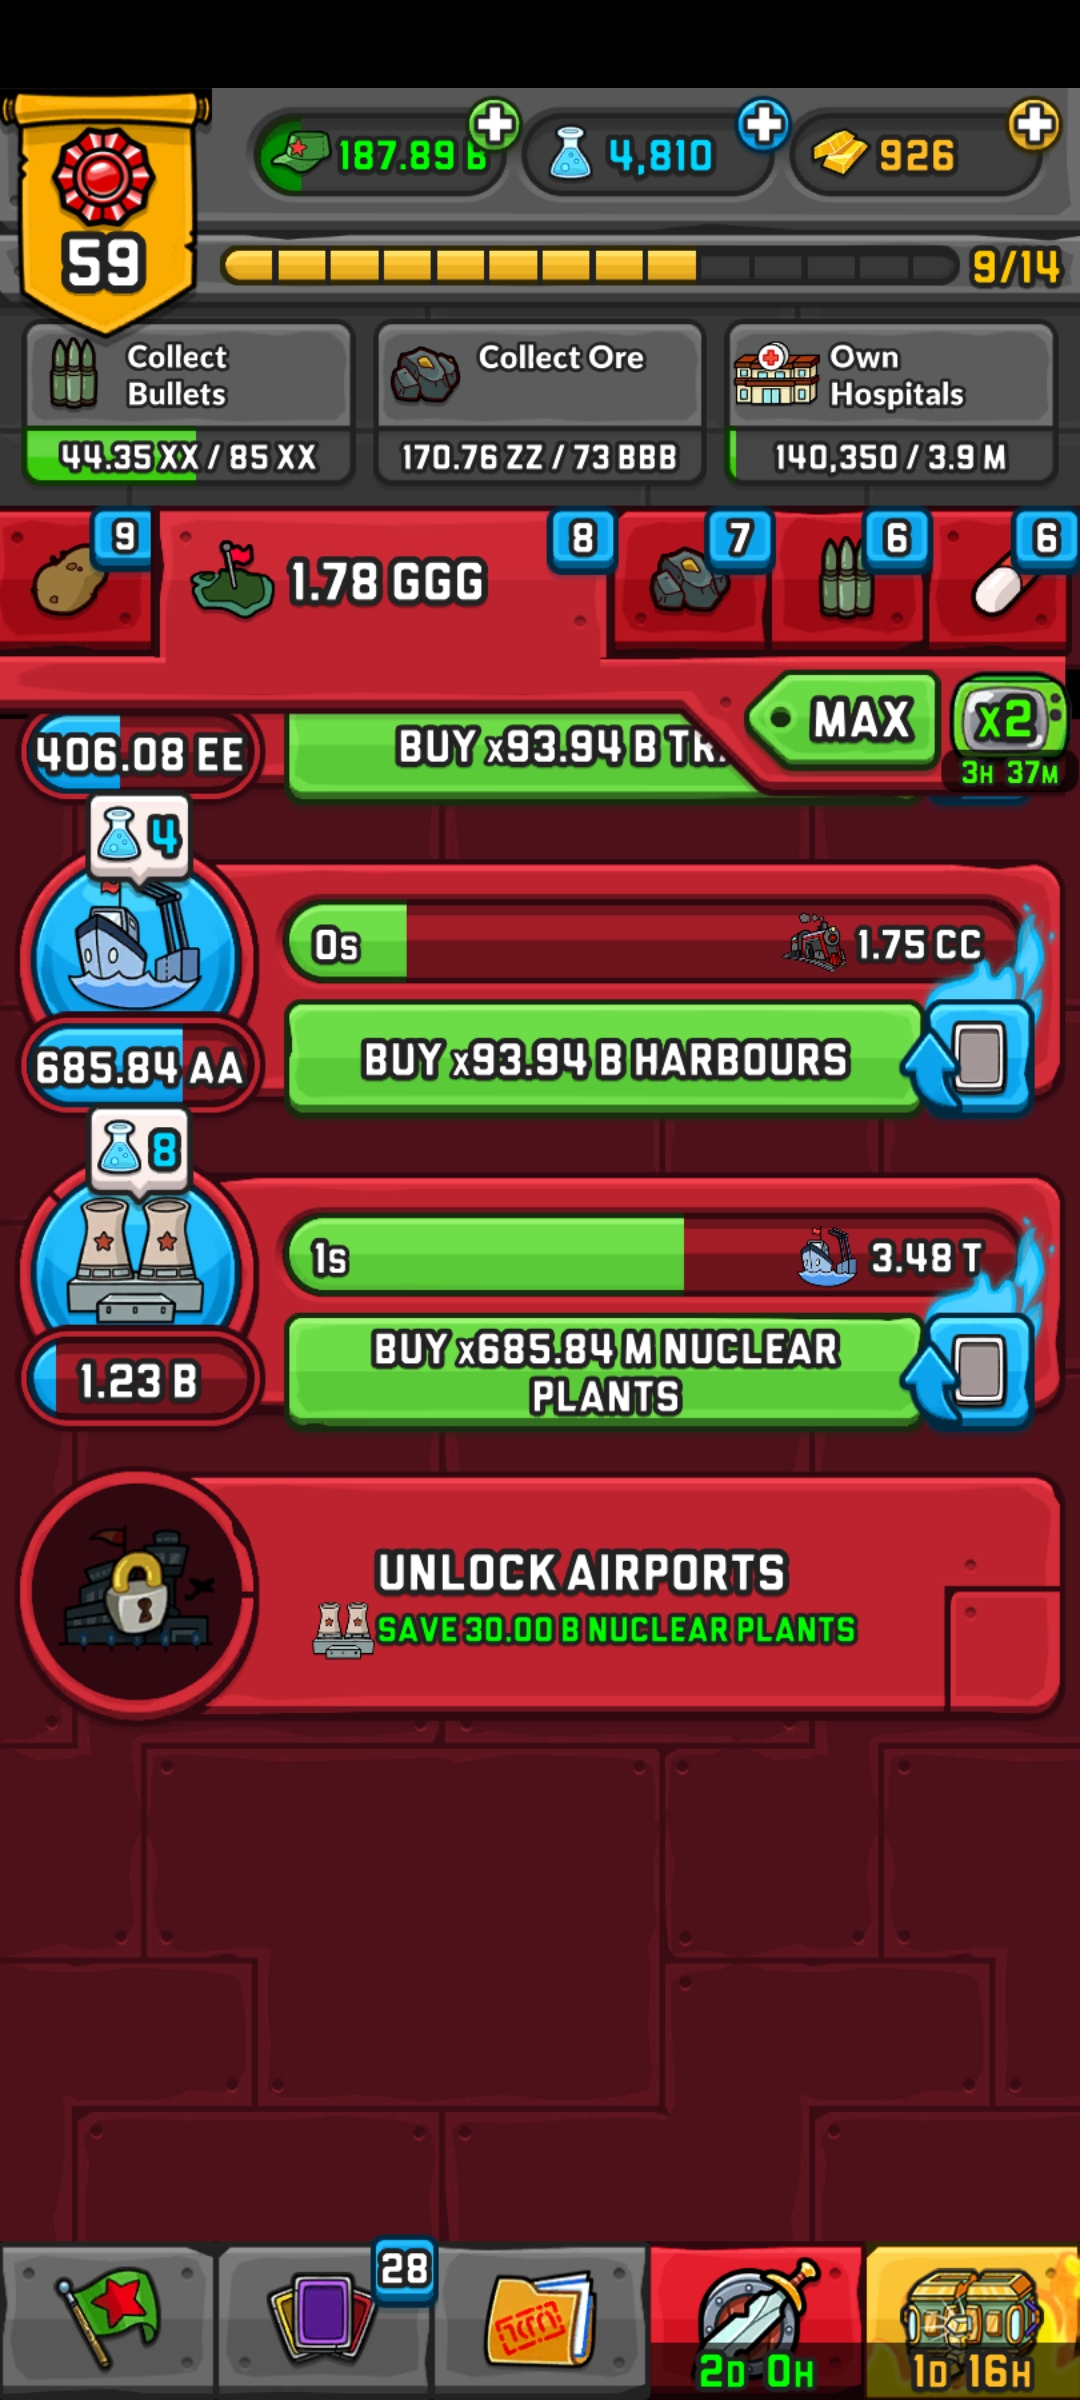 187.89 B
4,810
926
59
9/14
Collect
Bullets
44.35 XX / 85 XX
Collect Ore
170.76 ZZ / 73 BBB
Own
Hospitals
140,350 / 3.9 M
9
1.78 GGG
8
7
6
6
MAX
x2
3H 37M
406.08 EE
BUY x93.94 B
4
0s
1.75 CC
685.84 AA
BUY x93.94 B HARBOURS
8
1s
3.48 T
1.23 B
BUY x685.84 M NUCLEAR
PLANTS
UNLOCK AIRPORTS
SAVE 30.00 B NUCLEAR PLANTS
28
2D 0H
1D 16H